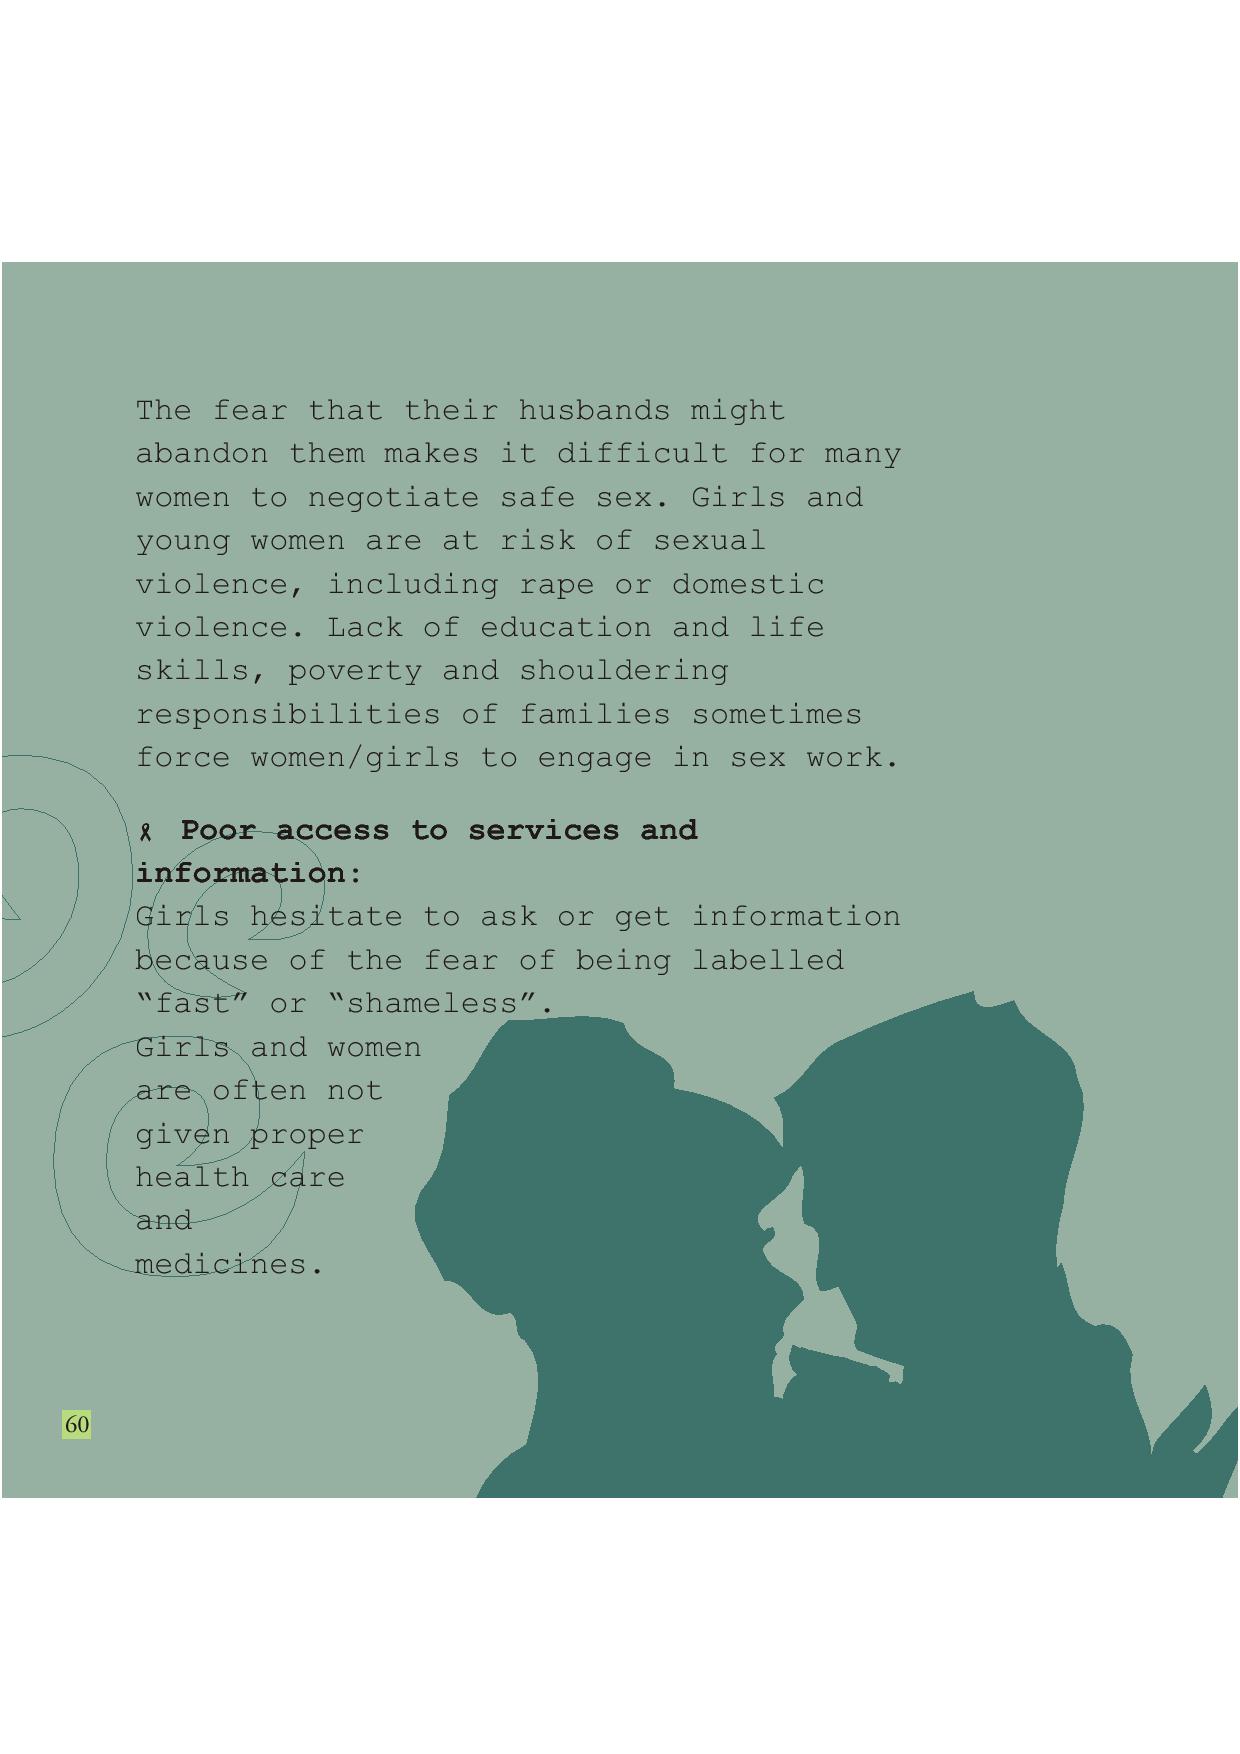 The fear that their husbands might
abandon them makes it difficult for many
women to negotiate safe sex. Girls and
young women are at risk of sexual
violence, including rape or domestic
violence. Lack of education and life
skills, poverty and shouldering
responsibilities of families sometimes
force women/girls to engage in sex work.
Poor access to services and
information:
Girls hesitate to ask or get information
because of the fear of being labelled
“fast” or “shameless”.
Girls and women
are often not
given proper
health care
and
medicines.
60